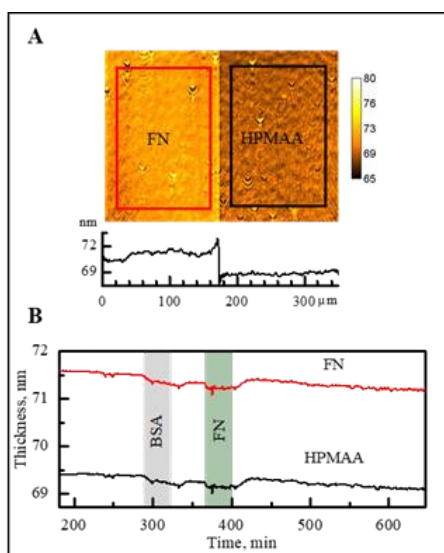 A
FN
HPMAA
80
76
73
69
65
nm
72
69
0
100
200
300
μm
B
72
71
70
69
Thickness, nm
BSA
FN
FN
HPMAA
200
300
400
500
600
Time, min